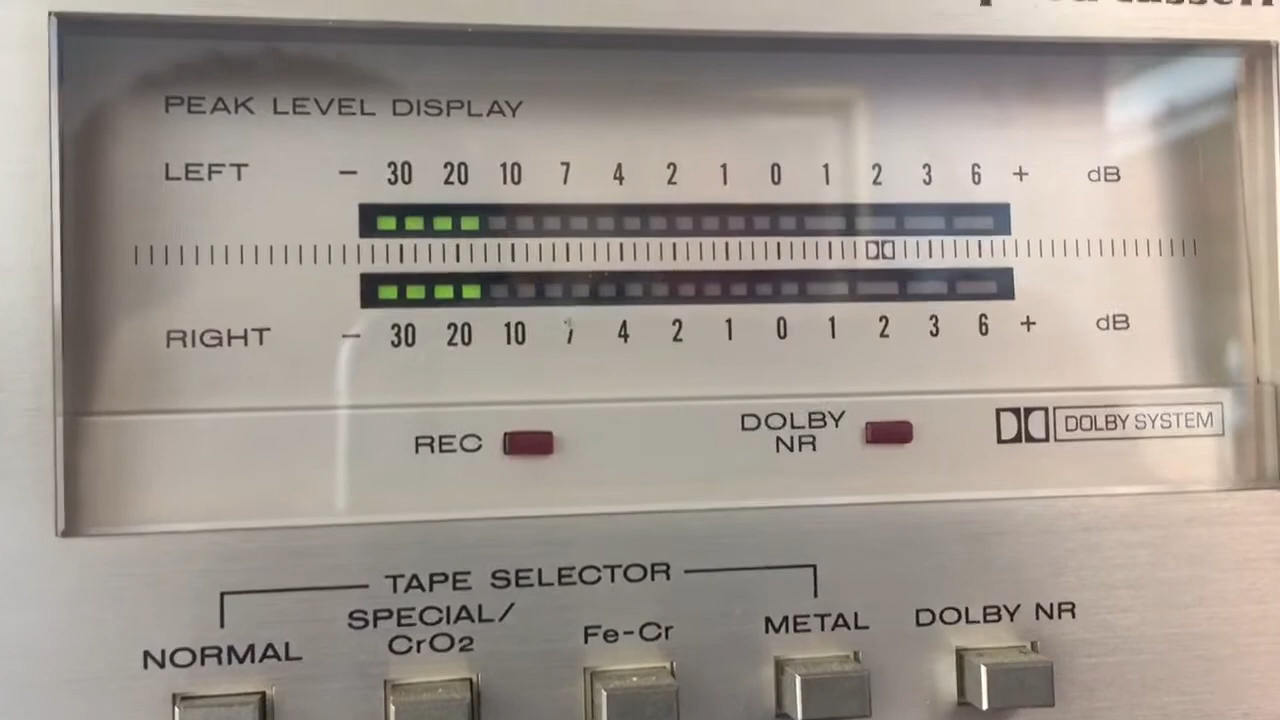 PEAK LEVEL DISPLAY
LEFT − 30 20 10 7 4 2 1 0 1 2 3 6 + dB
RIGHT − 30 20 10 7 4 2 1 0 1 2 3 6 + dB
REC
DOLBY
NR
DOLBY SYSTEM
TAPE SELECTOR
NORMAL
SPECIAL/
CrO2
Fe-Cr
METAL
DOLBY NR